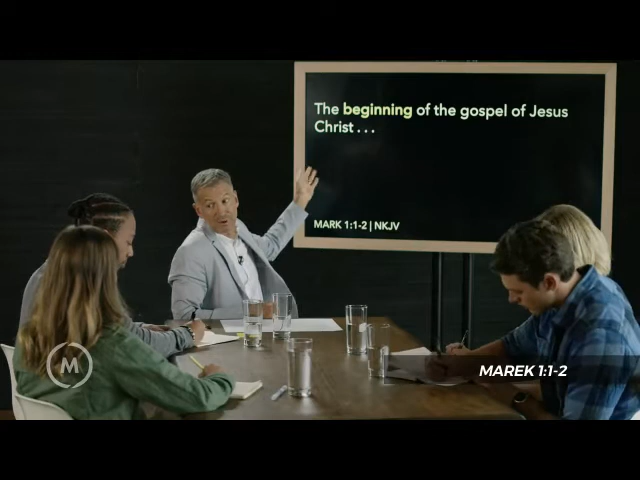 The beginning of the gospel of Jesus
Christ . . .
MARK 1:1-2 | NKJV
M
MAREK 1:1-2